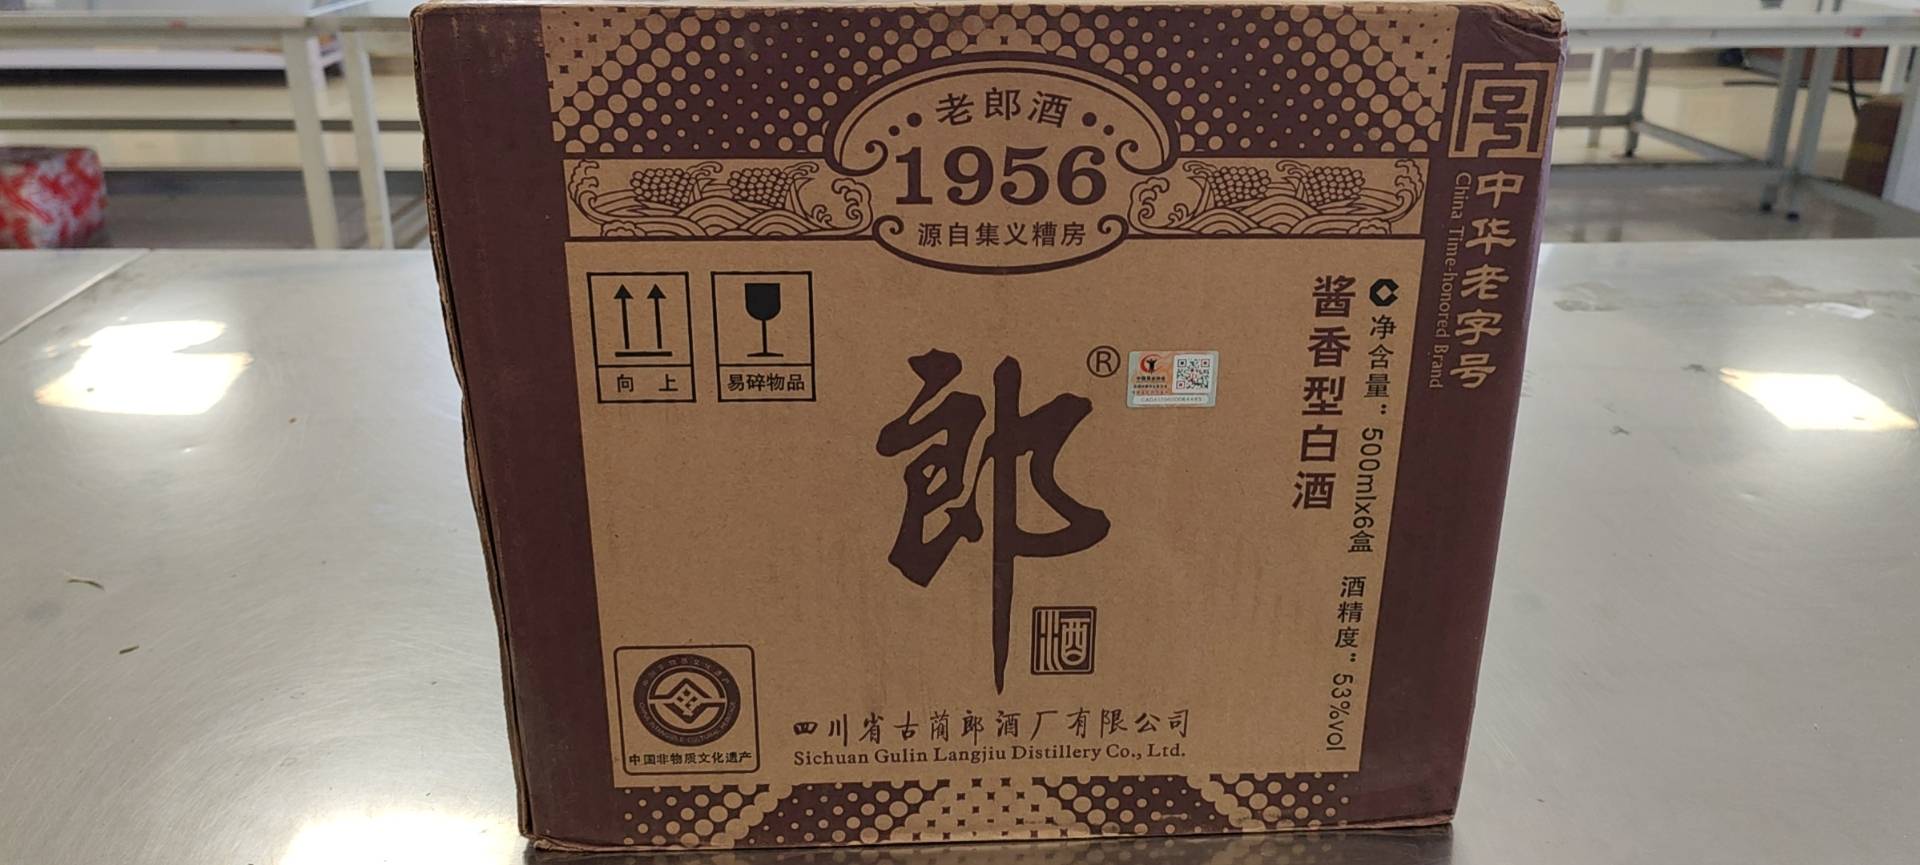 老郎酒
1956
源自集义糟房
号
中华老字号
China Time-honored Brand
向上
易碎物品
郎
®
酒
酱香型白酒
净含量：500mlx6盒 酒精度：53%vol
中国非物质文化遗产
四川省古蔺郎酒厂有限公司
Sichuan Gulin Langjiu Distillery Co., Ltd.